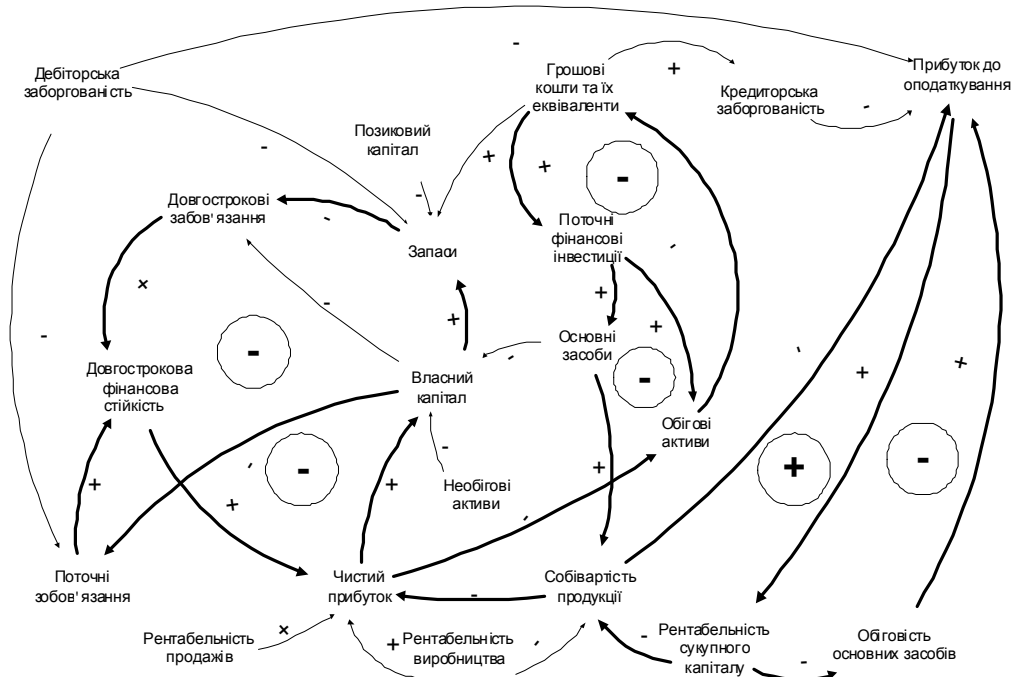 Дебіторська
заборгованість
-
Грошові
кошти та їх
еквіваленти
+
Кредиторська
заборгованість
-
Прибуток до
оподаткування
Позиковий
капітал
-
-
+
+
-
Довгострокові
забов'язання
-
Запаси
Поточні
фінансові
інвестиції
-
+
-
+
+
+
Основні
засоби
-
-
-
Довгострокова
фінансова
стійкість
-
Власний
капітал
-
Обігові
активи
-
+
+
+
-
+
-
-
+
+
Необігові
активи
-
+
-
+
-
Поточні
зобов'язання
Чистий
прибуток
-
Собівартість
продукції
Рентабельність
продажів
+
+
Рентабельність
виробництва
-
-
Рентабельність
сукупного
капіталу
-
Обіговість
основних засобів